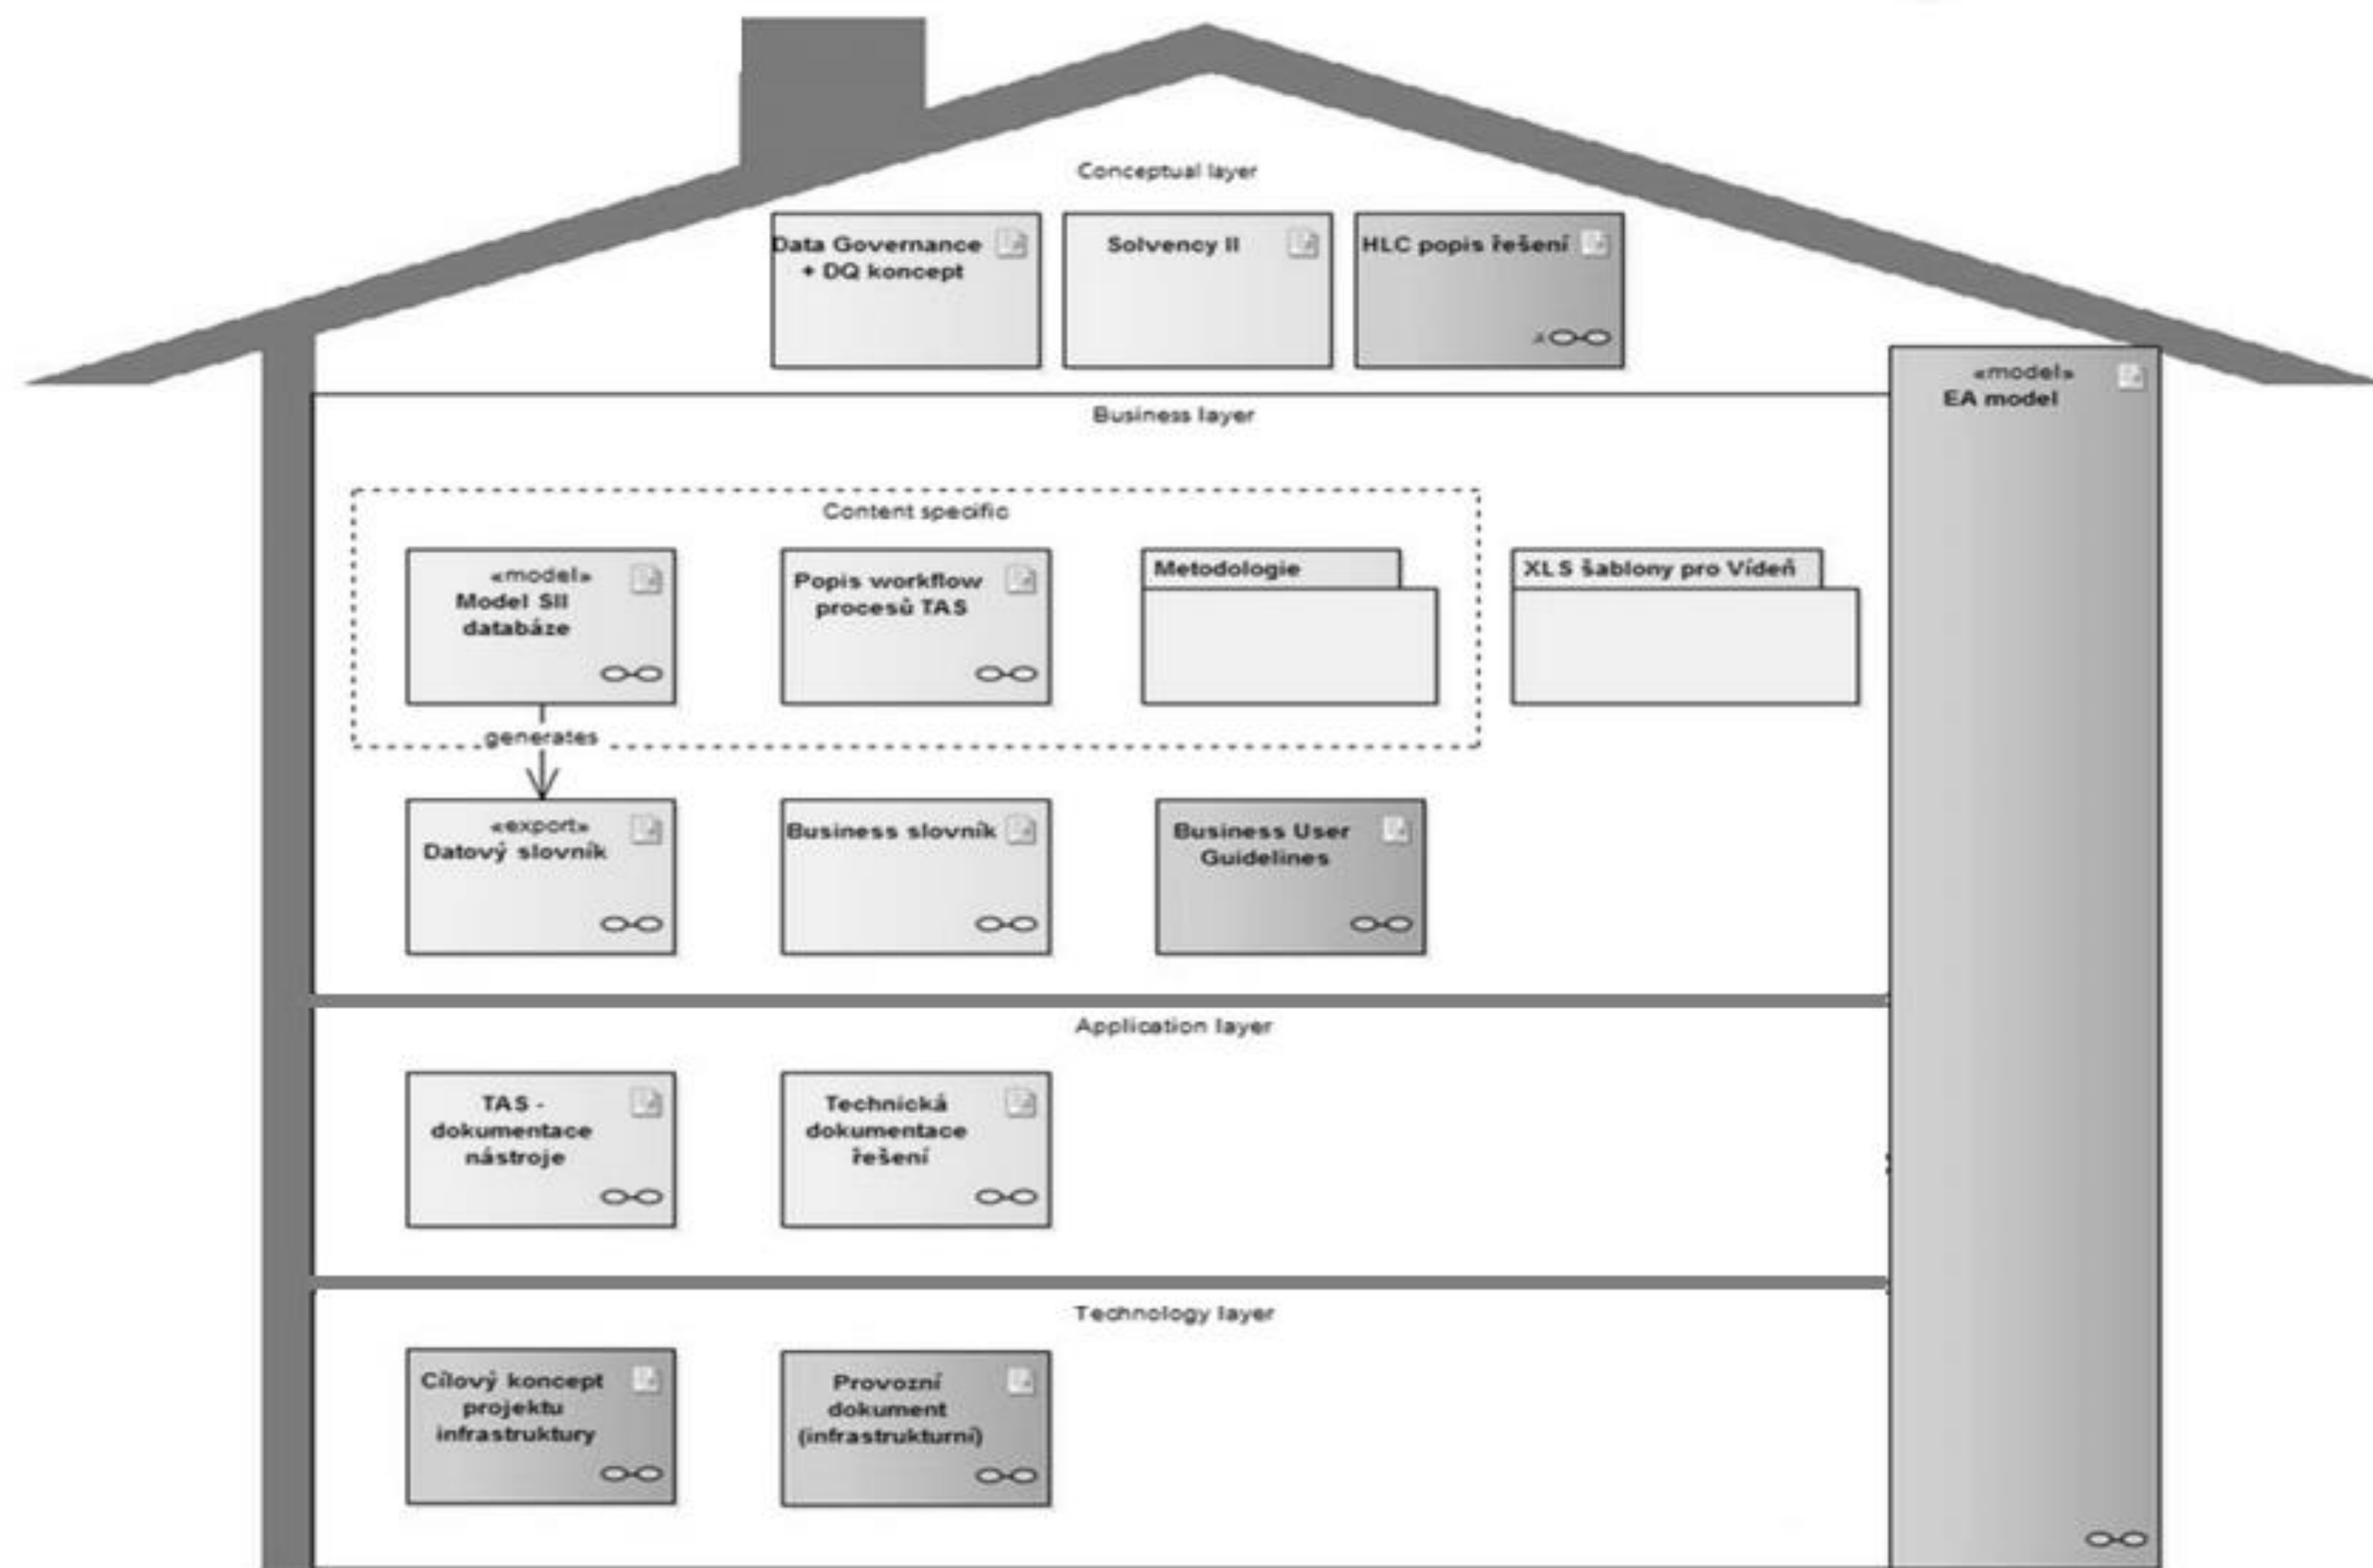 Conceptual layer
Data Governance
+ DQ koncept
Solvency II
HLC popis řešení
«model»
EA model
Business layer
Content specific
«model»
Model SII
databáze
Popis workflow
procesů TAS
Metodologie
XLS šablony pro Vídeň
generates
«export»
Datový slovník
Business slovník
Business User
Guidelines
Application layer
TAS -
dokumentace
nástroje
Technická
dokumentace
řešení
Technology layer
Cílový koncept
projektu
infrastruktury
Provozní
dokument
(infrastrukturní)